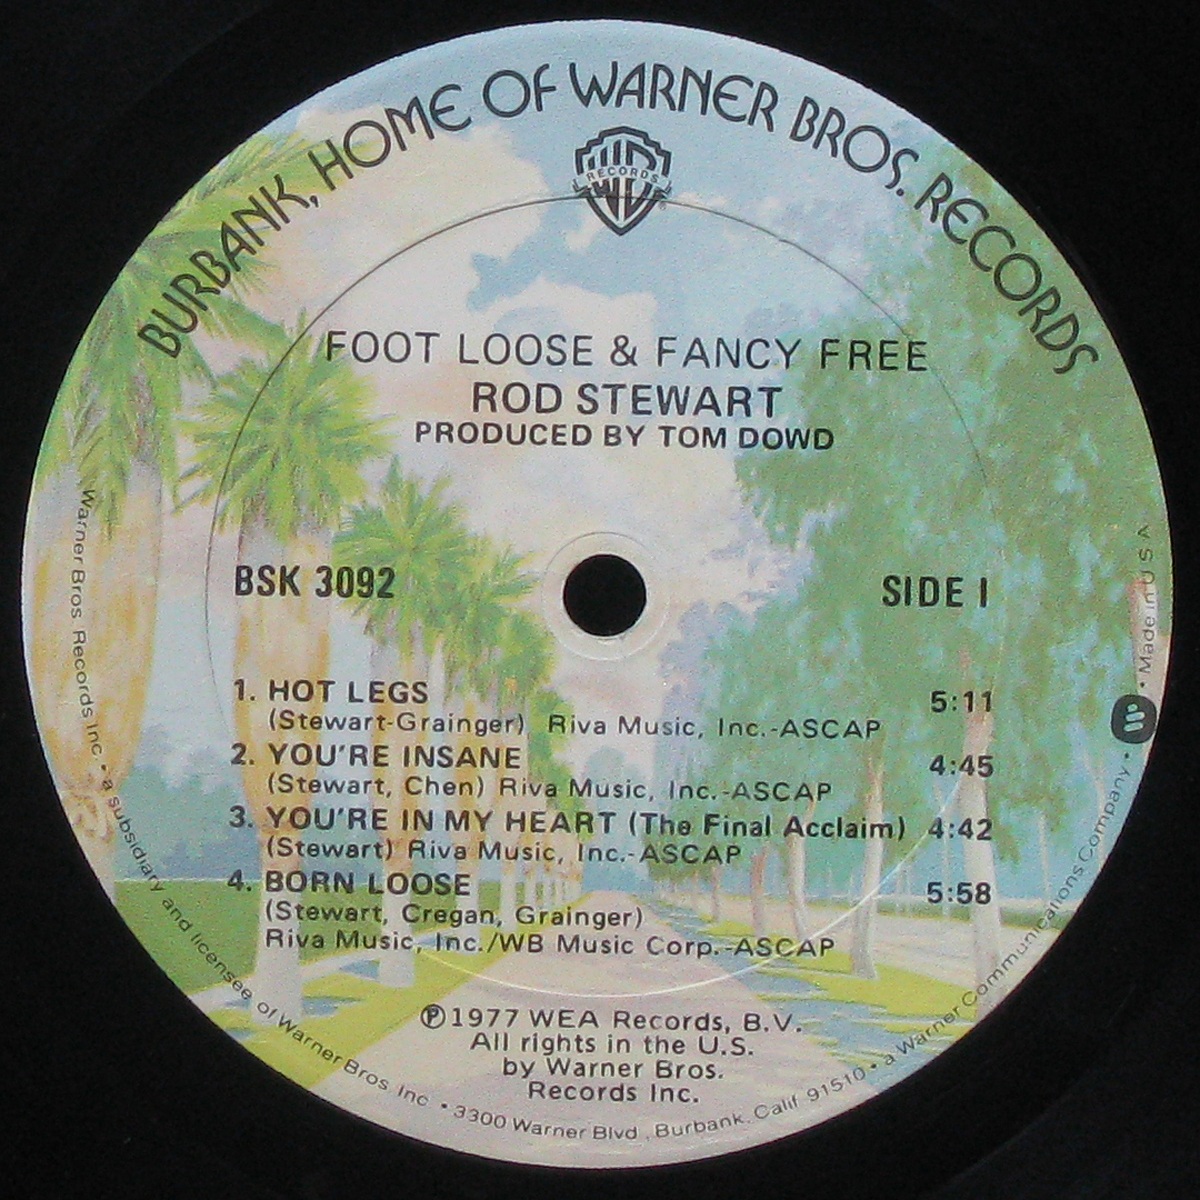 BURBANK, HOME OF WARNER BROS. RECORDS
WB
RECORDS
®
FOOT LOOSE & FANCY FREE
ROD STEWART
PRODUCED BY TOM DOWD
BSK 3092
SIDE I
1. HOT LEGS 5:11
(Stewart-Grainger) Riva Music, Inc.-ASCAP
2. YOU'RE INSANE 4:45
(Stewart, Chen) Riva Music, Inc.-ASCAP
3. YOU'RE IN MY HEART (The Final Acclaim) 4:42
(Stewart) Riva Music, Inc.-ASCAP
4. BORN LOOSE 5:58
(Stewart, Cregan, Grainger)
Riva Music, Inc./WB Music Corp.-ASCAP
℗1977 WEA Records, B.V.
All rights in the U.S.
by Warner Bros.
Records Inc.
Warner Bros. Records Inc. • a subsidiary and licensee of Warner Bros. Inc • 3300 Warner Blvd., Burbank, Calif. 91510 • a Warner Communications Company • Made in U S A